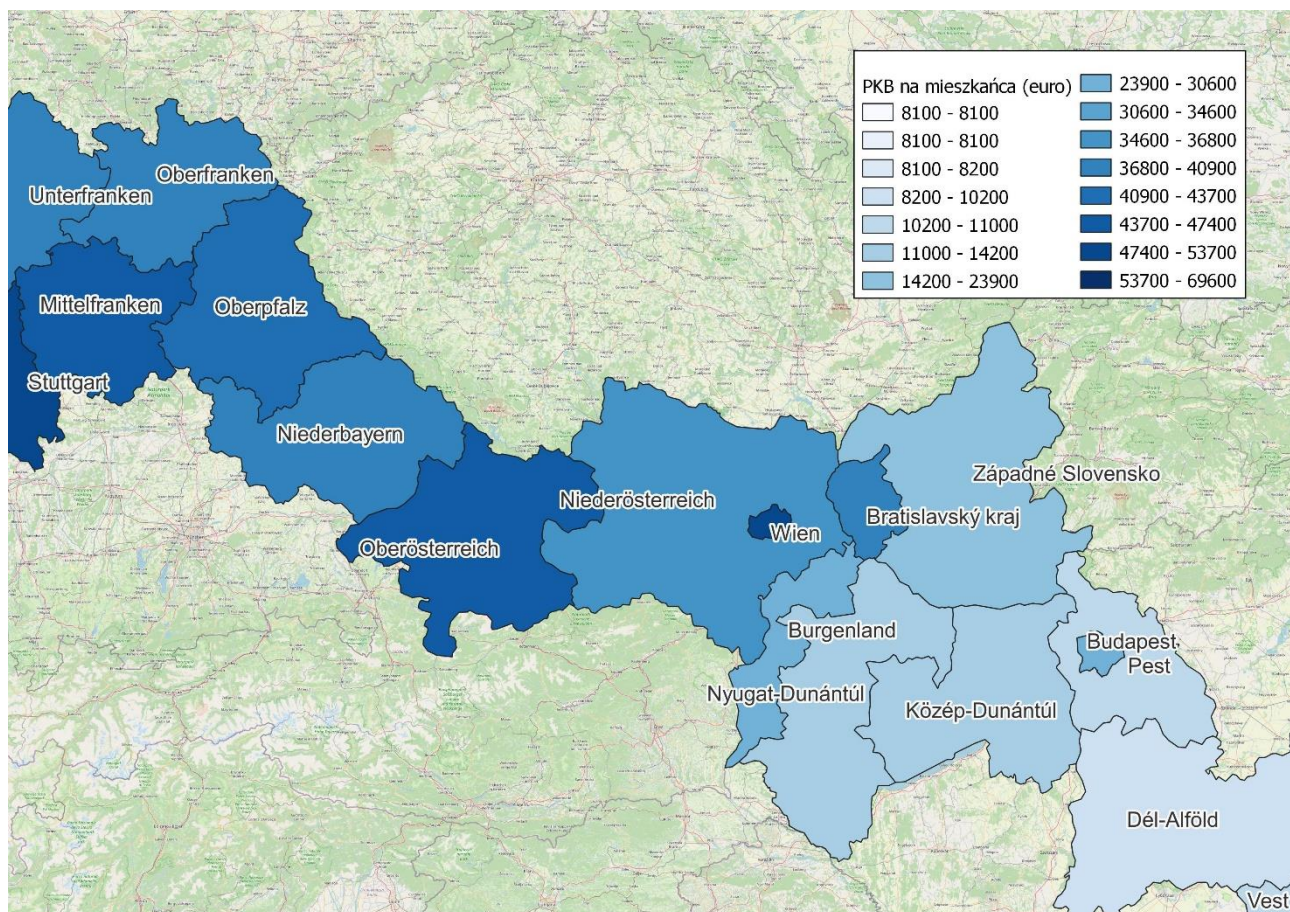 PKB na mieszkańca (euro)
8100 - 8100
8100 - 8100
8100 - 8200
8200 - 10200
10200 - 11000
11000 - 14200
14200 - 23900
23900 - 30600
30600 - 34600
34600 - 36800
36800 - 40900
40900 - 43700
43700 - 47400
47400 - 53700
53700 - 69600
Oberfranken
Unterfranken
Mittelfranken
Oberpfalz
Stuttgart
Niederbayern
Západné Slovensko
Niederösterreich
Bratislavský kraj
Wien
Oberösterreich
Burgenland
Budapest
Pest
Nyugat-Dunántúl
Közép-Dunántúl
Dél-Alföld
Vest